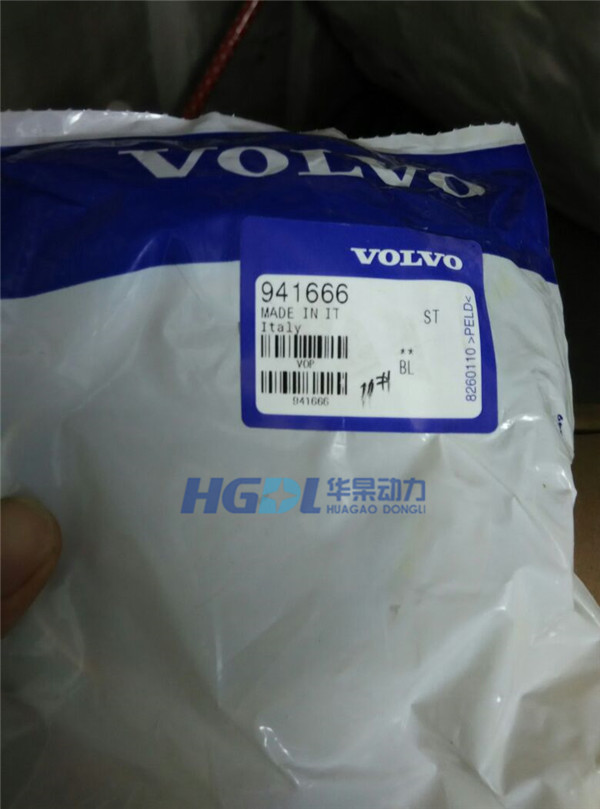 VOLVO
VOLVO
941666
MADE IN IT
Italy
ST
VOP
**
BL
941666
8260110 >PELD<
HGDL 华杲动力
HUAGAO DONGLI